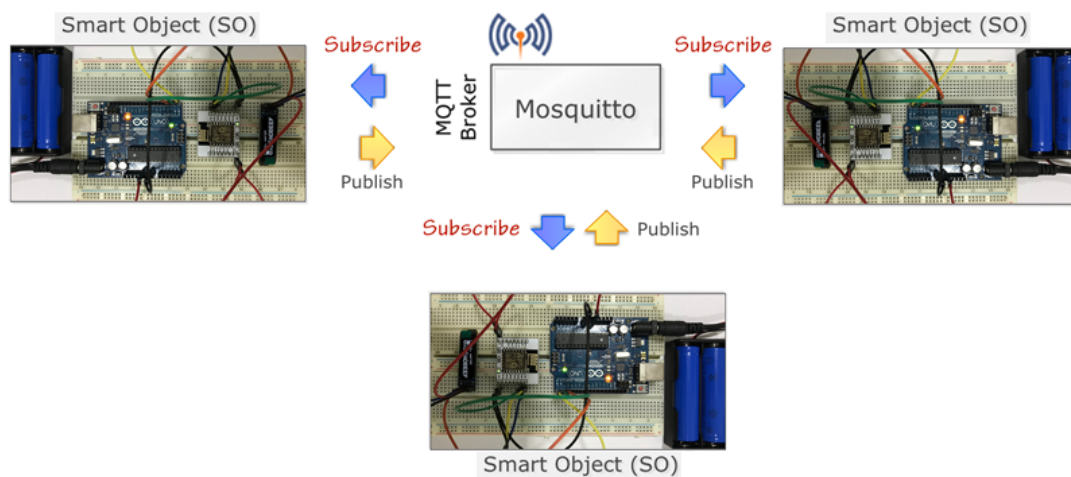 Smart Object (SO)
Subscribe
Publish
MQTT
Broker
Mosquitto
Subscribe
Publish
Smart Object (SO)
Subscribe
Publish
Smart Object (SO)